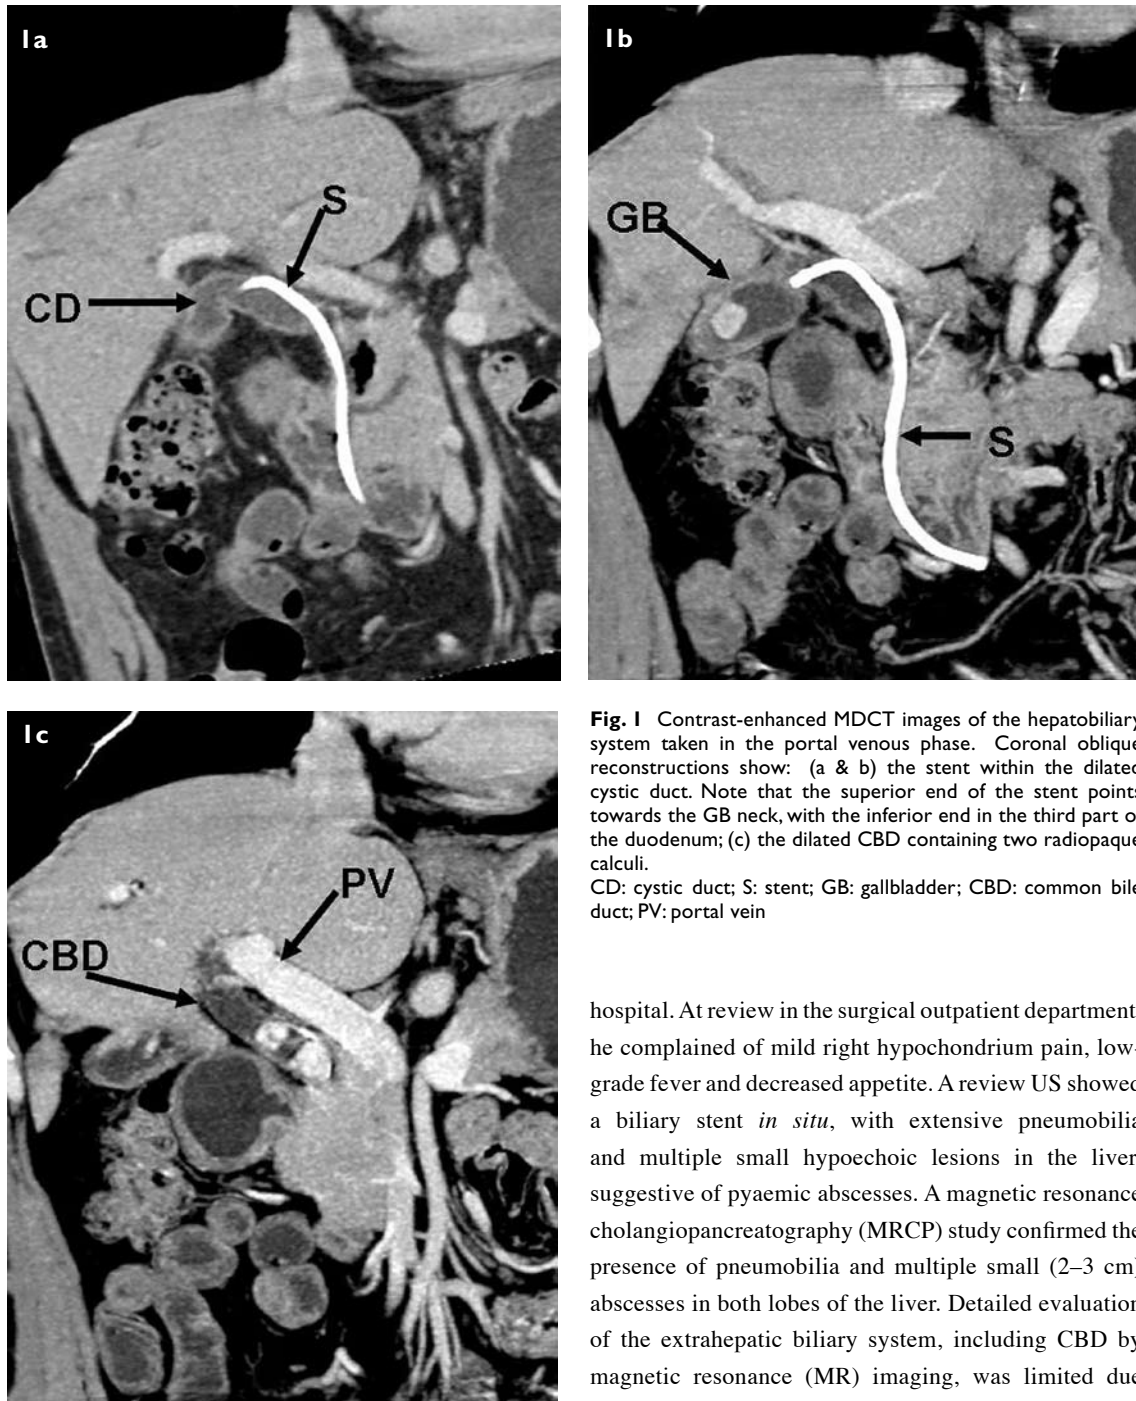 1a
S
CD
1b
GB
S
1c
PV
CBD
Fig. 1 Contrast-enhanced MDCT images of the hepatobiliary
system taken in the portal venous phase. Coronal oblique
reconstructions show: (a & b) the stent within the dilated
cystic duct. Note that the superior end of the stent points
towards the GB neck, with the inferior end in the third part o
the duodenum; (c) the dilated CBD containing two radiopaque
calculi.
CD: cystic duct; S: stent; GB: gallbladder; CBD: common bile
duct; PV: portal vein
hospital. At review in the surgical outpatient department
he complained of mild right hypochondrium pain, low-
grade fever and decreased appetite. A review US showed
a biliary stent in situ, with extensive pneumobilia
and multiple small hypoechoic lesions in the liver
suggestive of pyaemic abscesses. A magnetic resonance
cholangiopancreatography (MRCP) study confirmed the
presence of pneumobilia and multiple small (2–3 cm)
abscesses in both lobes of the liver. Detailed evaluation
of the extrahepatic biliary system, including CBD by
magnetic resonance (MR) imaging, was limited due